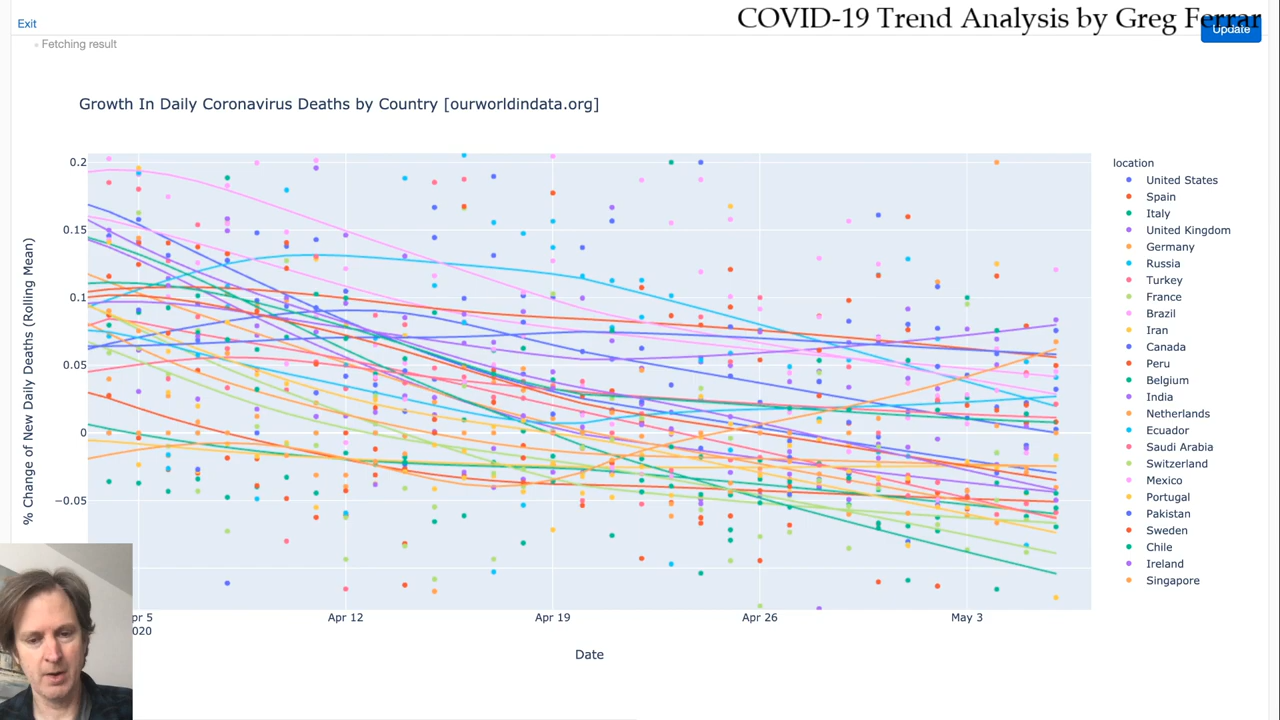 COVID-19 Trend Analysis by Greg Ferrar
Exit
Update
Fetching result
Growth In Daily Coronavirus Deaths by Country [ourworldindata.org]
% Change of New Daily Deaths (Rolling Mean)
0.2
0.15
0.1
0.05
0
−0.05
pr 5
2020
Apr 12
Apr 19
Apr 26
May 3
Date
location
United States
Spain
Italy
United Kingdom
Germany
Russia
Turkey
France
Brazil
Iran
Canada
Peru
Belgium
India
Netherlands
Ecuador
Saudi Arabia
Switzerland
Mexico
Portugal
Pakistan
Sweden
Chile
Ireland
Singapore